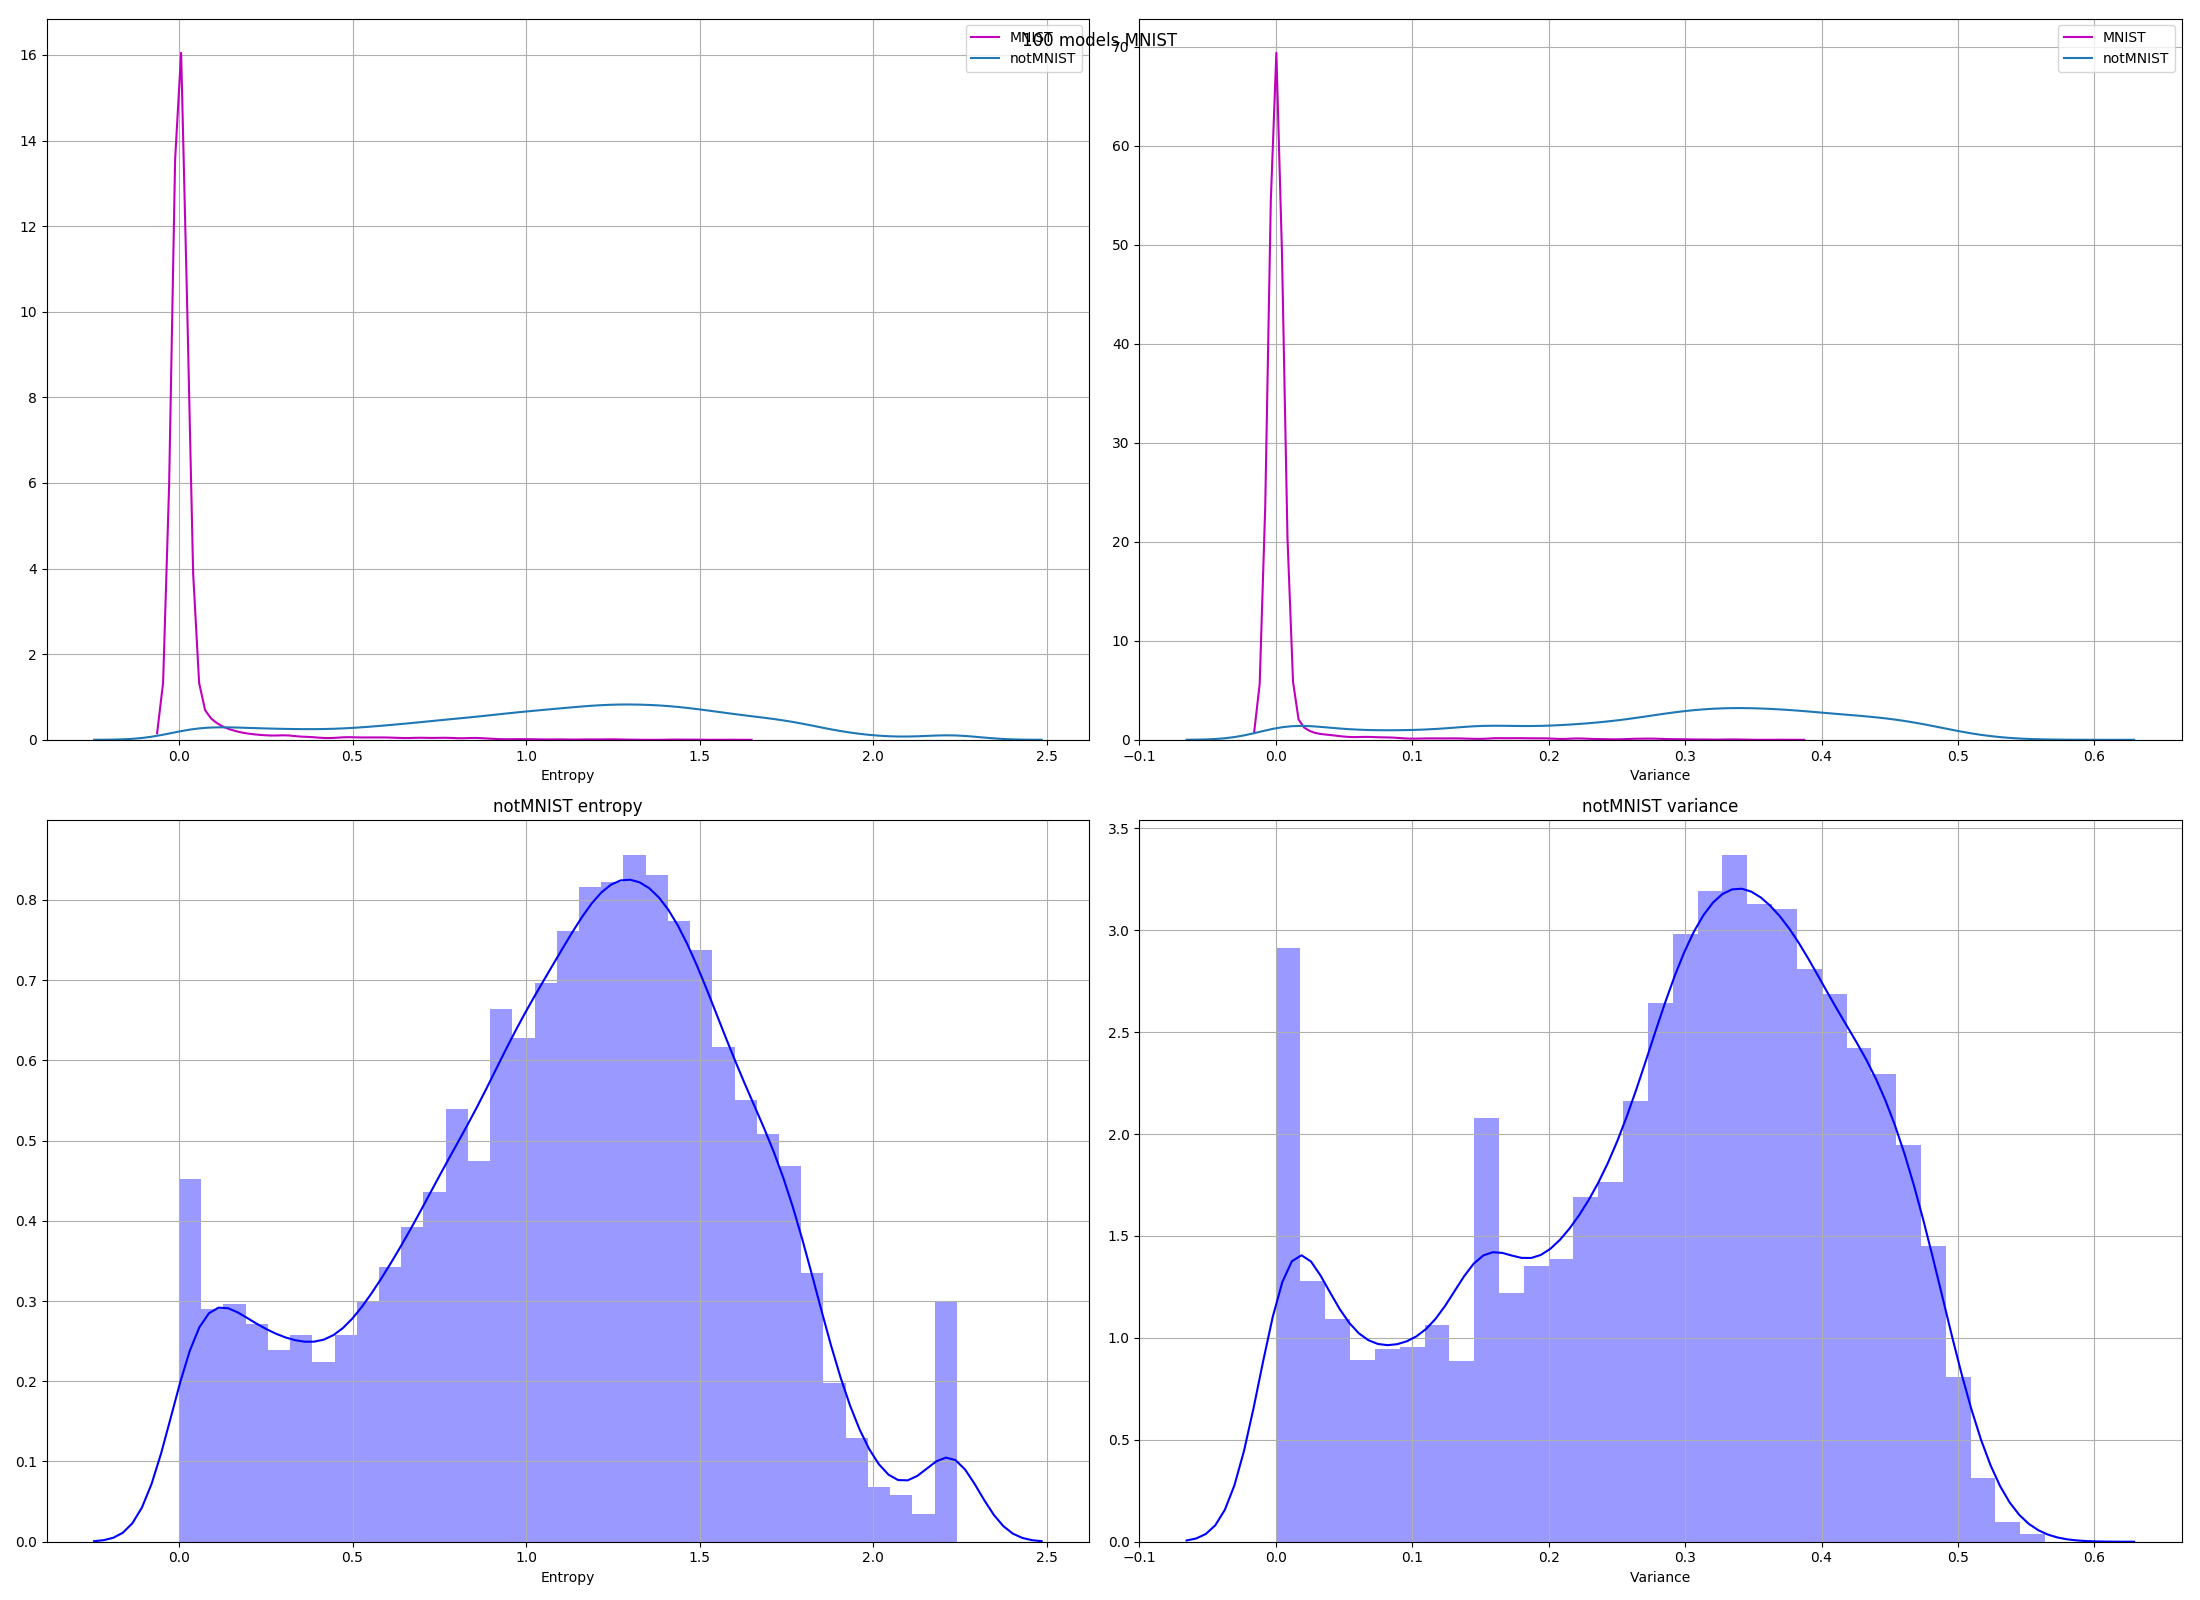 100 models MNIST
MNIST
notMNIST
16
14
12
10
8
6
4
2
0
0.0 0.5 1.0 1.5 2.0 2.5
Entropy
MNIST
notMNIST
70
60
50
40
30
20
10
0
−0.1 0.0 0.1 0.2 0.3 0.4 0.5 0.6
Variance
notMNIST entropy
0.8
0.7
0.6
0.5
0.4
0.3
0.2
0.1
0.0
0.0 0.5 1.0 1.5 2.0 2.5
Entropy
notMNIST variance
3.5
3.0
2.5
2.0
1.5
1.0
0.5
0.0
−0.1 0.0 0.1 0.2 0.3 0.4 0.5 0.6
Variance